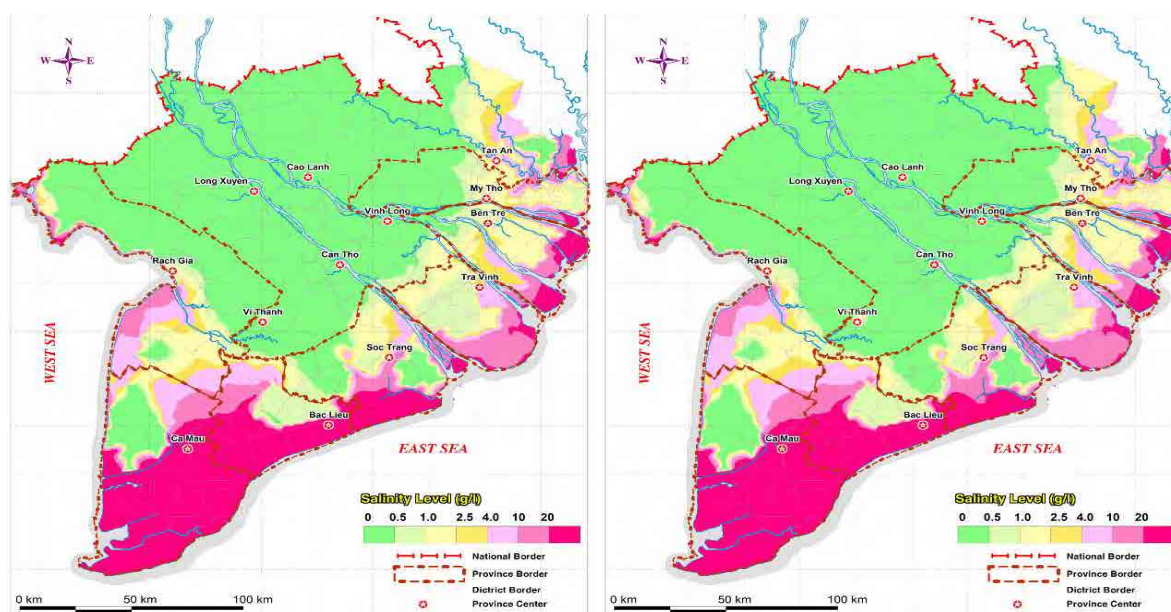 N
W E
S
Tan An
Cao Lanh
Long Xuyen
My Tho
Vinh Long
Ben Tre
Can Tho
Rach Gia
Tra Vinh
Vi Thanh
WEST SEA
Soc Trang
Bac Lieu
Ca Mau
EAST SEA
Salinity Level (g/l)
0 0.5 1.0 2.5 4.0 10 20
National Border
Province Border
Dictrict Border
Province Center
0 km 50 km 100 km
N
W E
S
Tan An
Cao Lanh
Long Xuyen
My Tho
Vinh Long
Ben Tre
Can Tho
Rach Gia
Tra Vinh
Vi Thanh
WEST SEA
Soc Trang
Bac Lieu
Ca Mau
EAST SEA
Salinity Level (g/l)
0 0.5 1.0 2.5 4.0 10 20
National Border
Province Border
Dictrict Border
Province Center
0 km 50 km 100 km